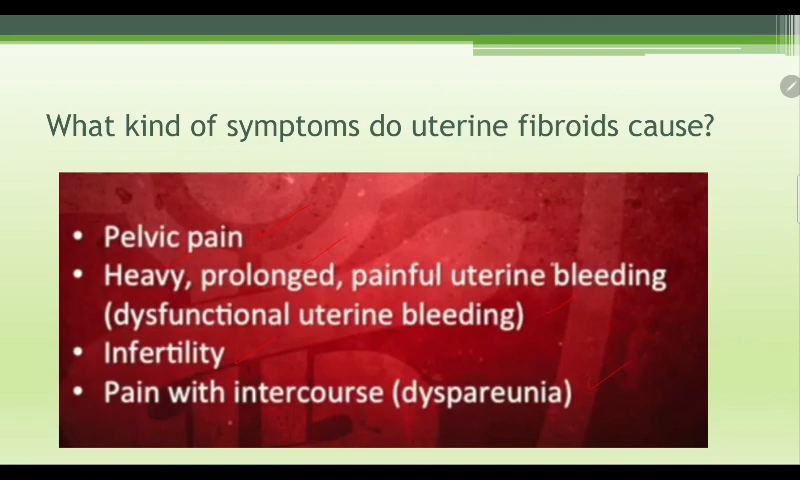 What kind of symptoms do uterine fibroids cause?
• Pelvic pain
• Heavy, prolonged, painful uterine bleeding
(dysfunctional uterine bleeding)
• Infertility
• Pain with intercourse (dyspareunia)